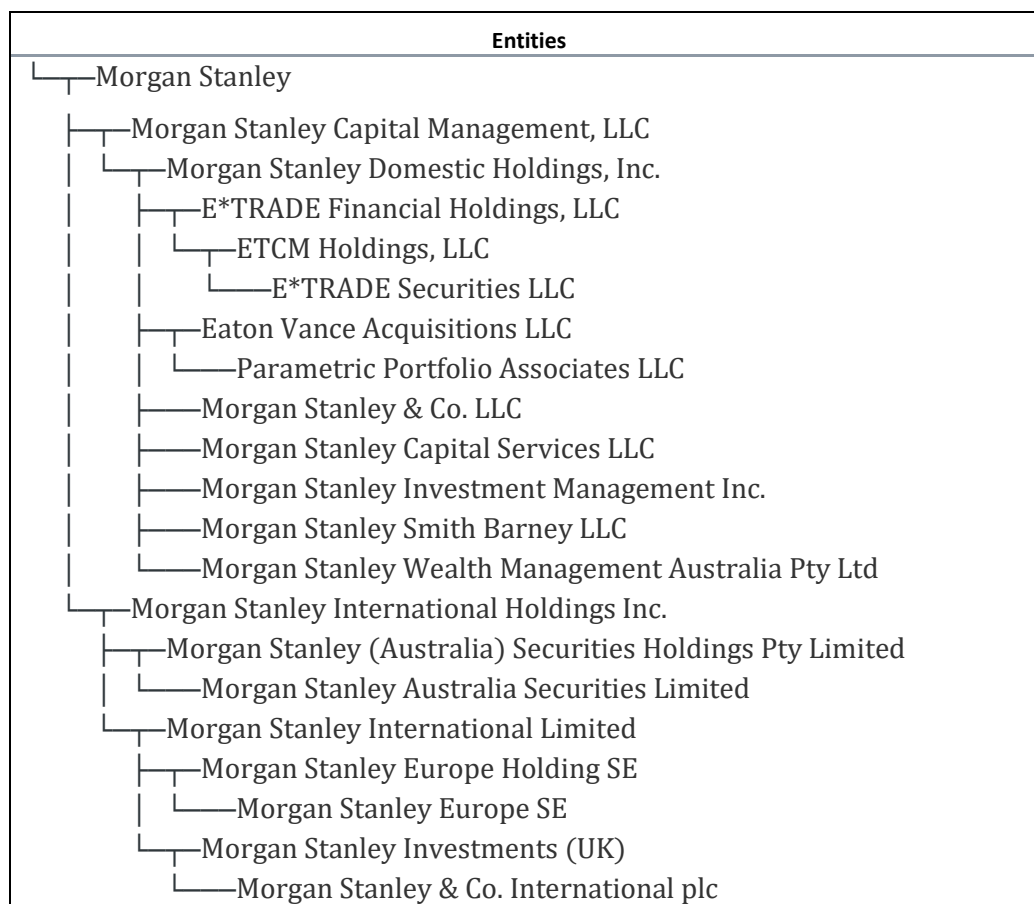 Entities
Morgan Stanley
Morgan Stanley Capital Management, LLC
Morgan Stanley Domestic Holdings, Inc.
E*TRADE Financial Holdings, LLC
ETCM Holdings, LLC
E*TRADE Securities LLC
Eaton Vance Acquisitions LLC
Parametric Portfolio Associates LLC
Morgan Stanley & Co. LLC
Morgan Stanley Capital Services LLC
Morgan Stanley Investment Management Inc.
Morgan Stanley Smith Barney LLC
Morgan Stanley Wealth Management Australia Pty Ltd
Morgan Stanley International Holdings Inc.
Morgan Stanley (Australia) Securities Holdings Pty Limited
Morgan Stanley Australia Securities Limited
Morgan Stanley International Limited
Morgan Stanley Europe Holding SE
Morgan Stanley Europe SE
Morgan Stanley Investments (UK)
Morgan Stanley & Co. International plc